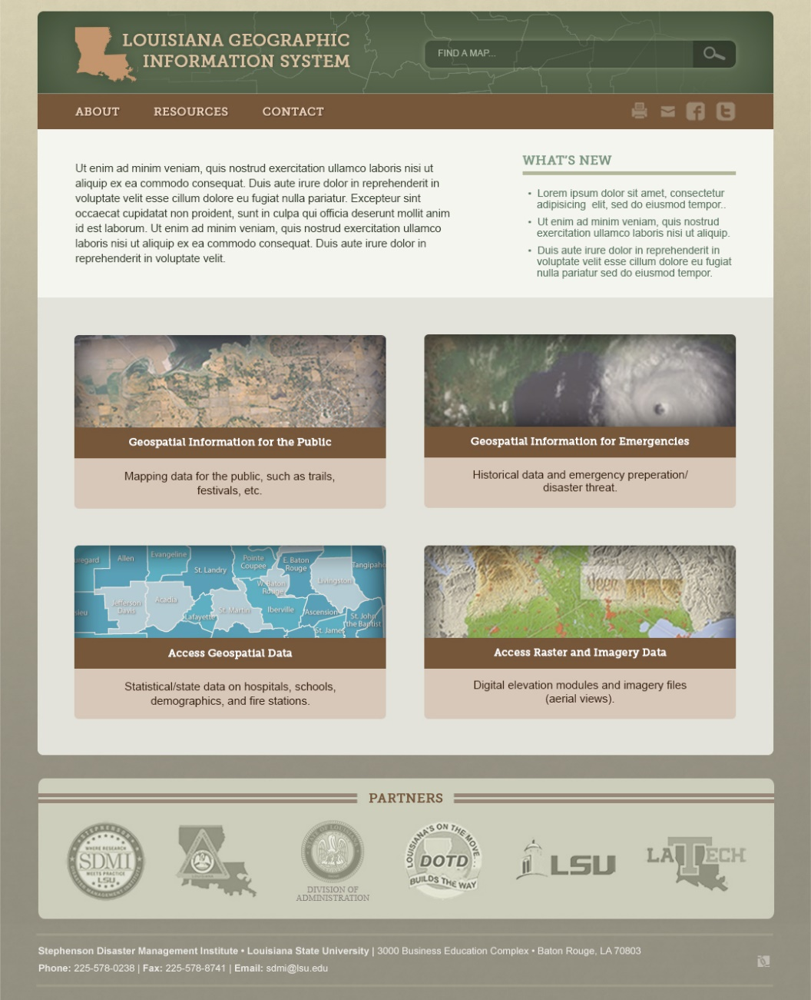 LOUISIANA GEOGRAPHIC
INFORMATION SYSTEM
FIND A MAP...
ABOUT RESOURCES CONTACT
Ut enim ad minim veniam, quis nostrud exercitation ullamco laboris nisi ut
aliquip ex ea commodo consequat. Duis aute irure dolor in reprehenderit in
voluptate velit esse cillum dolore eu fugiat nulla pariatur. Excepteur sint
occaecat cupidatat non proident, sunt in culpa qui officia deserunt mollit anim
id est laborum. Ut enim ad minim veniam, quis nostrud exercitation ullamco
laboris nisi ut aliquip ex ea commodo consequat. Duis aute irure dolor in
reprehenderit in voluptate velit.
WHAT'S NEW
• Lorem ipsum dolor sit amet, consectetur
adipisicing elit, sed do eiusmod tempor..
• Ut enim ad minim veniam, quis nostrud
exercitation ullamco laboris nisi ut aliquip.
• Duis aute irure dolor in reprehenderit in
voluptate velit esse cillum dolore eu fugiat
nulla pariatur sed do eiusmod tempor.
Geospatial Information for the Public
Mapping data for the public, such as trails,
festivals, etc.
Geospatial Information for Emergencies
Historical data and emergency preperation/
disaster threat.
uregard Allen Evangeline St. Landry Pointe Coupee E. Baton Rouge Tangipaho
W. Baton Rouge Livingston
sieu Jefferson Davis Acadia Lafayette St. Martin Iberville Ascension St. James St. John the Baptist
Access Geospatial Data
Statistical/state data on hospitals, schools,
demographics, and fire stations.
Access Raster and Imagery Data
Digital elevation modules and imagery files
(aerial views).
PARTNERS
STEPHENSON
WHERE RESEARCH
SDMI
MEETS PRACTICE
LSU
DISASTER MANAGEMENT INSTITUTE
STATE OF LOUISIANA
DIVISION OF
ADMINISTRATION
LOUISIANA'S ON THE MOVE...
DOTD
BUILDS THE WAY
LSU
LA TECH
Stephenson Disaster Management Institute • Louisiana State University | 3000 Business Education Complex • Baton Rouge, LA 70803
Phone: 225-578-0238 | Fax: 225-578-8741 | Email: sdmi@lsu.edu